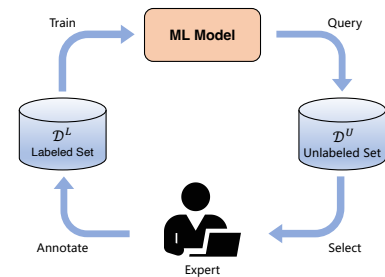 Train
ML Model
Query
𝒟^L
Labeled Set
𝒟^U
Unlabeled Set
Annotate
Expert
Select